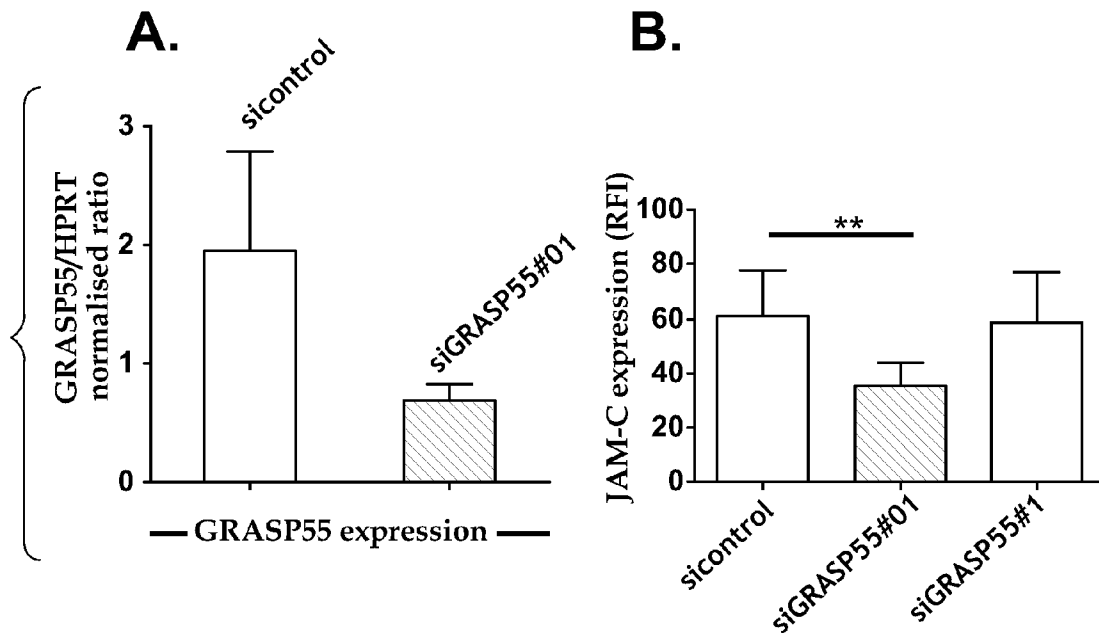 A.
GRASP55/HPRT
normalised ratio
3
2
1
0
sicontrol
siGRASP55#01
GRASP55 expression
B.
JAM-C expression (RFI)
100
80
60
40
20
0
**
sicontrol
siGRASP55#01
siGRASP55#1